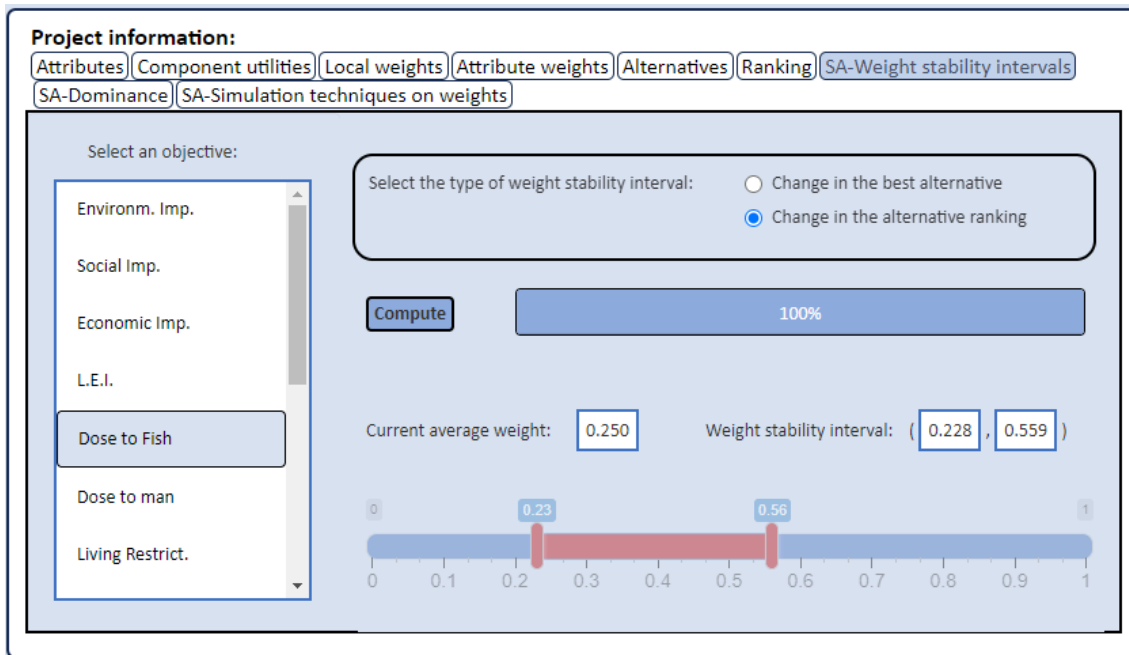 Project information:
Attributes Component utilities Local weights Attribute weights Alternatives Ranking SA-Weight stability intervals
SA-Dominance SA-Simulation techniques on weights
Select an objective:
Environm. Imp.
Social Imp.
Economic Imp.
L.E.I.
Dose to Fish
Dose to man
Living Restrict.
Select the type of weight stability interval:
Change in the best alternative
Change in the alternative ranking
Compute 100%
Current average weight: 0.250 Weight stability interval: ( 0.228 , 0.559 )
0 0.23 0.56 1
0 0.1 0.2 0.3 0.4 0.5 0.6 0.7 0.8 0.9 1